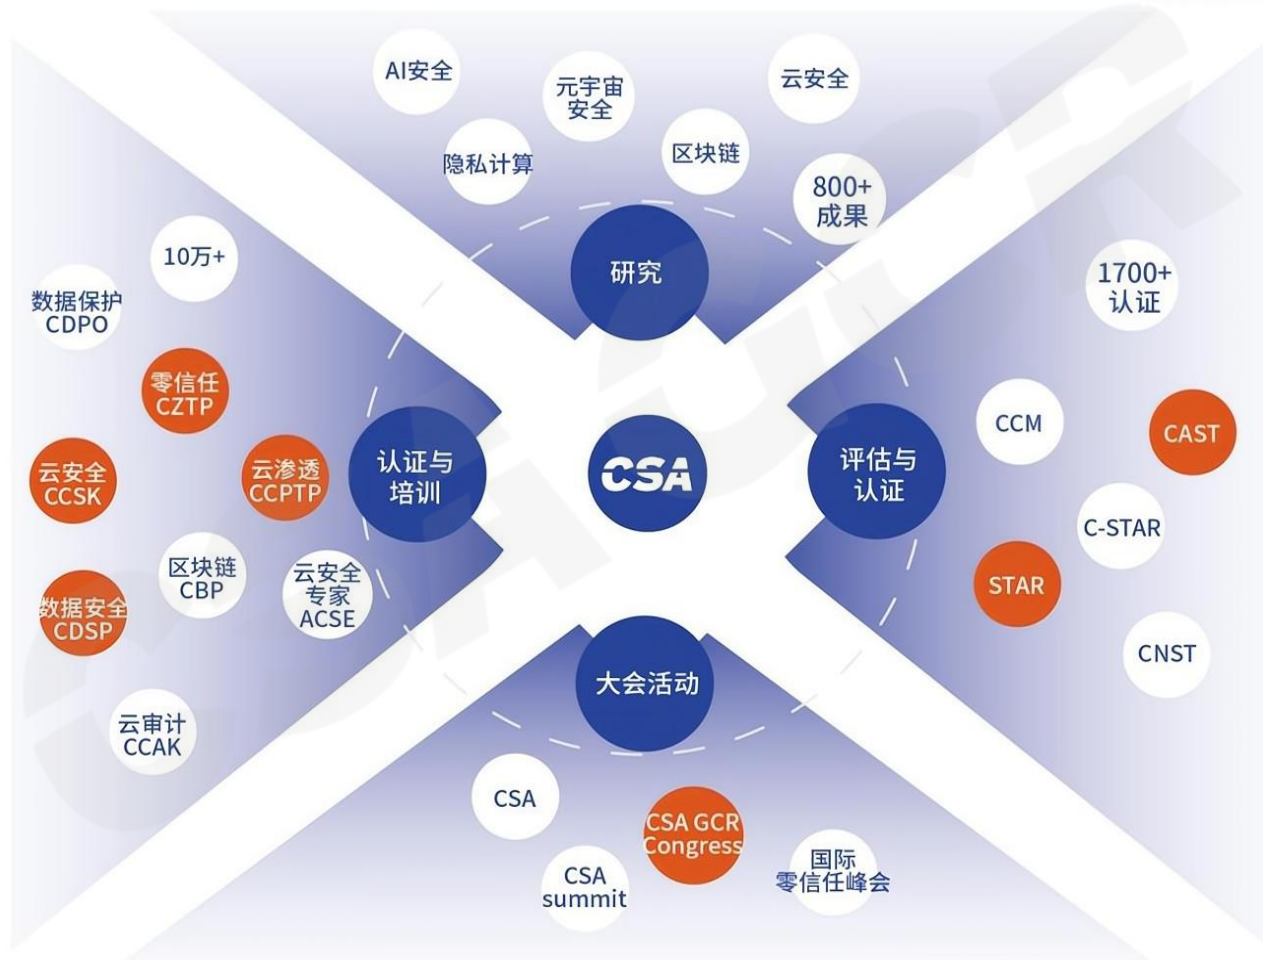 AI安全
元宇宙
安全
云安全
隐私计算
区块链
800+
成果
研究
10万+
数据保护
CDPO
零信任
CZTP
云安全
CCSK
云渗透
CCPTP
认证与
培训
区块链
CBP
云安全
专家
ACSE
数据安全
CDSP
云审计
CCAK
CSA
评估与
认证
1700+
认证
CCM
CAST
C-STAR
STAR
CNST
大会活动
CSA
CSA
summit
CSA GCR
Congress
国际
零信任峰会
CSA GCR